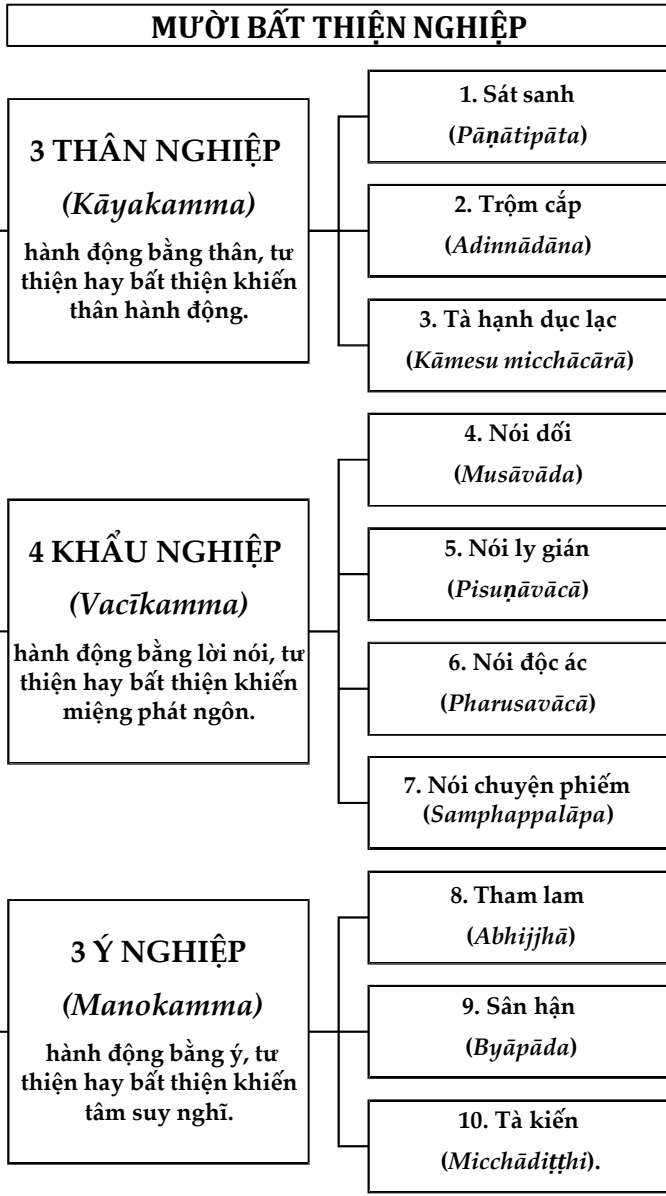 MƯỜI BẤT THIỆN NGHIỆP
3 THÂN NGHIỆP
(Kāyakamma)
hành động bằng thân, tư
thiện hay bất thiện khiến
thân hành động.
1. Sát sanh
(Pāṇātipāta)
2. Trộm cắp
(Adinnādāna)
3. Tà hạnh dục lạc
(Kāmesu micchācārā)
4 KHẨU NGHIỆP
(Vacīkamma)
hành động bằng lời nói, tư
thiện hay bất thiện khiến
miệng phát ngôn.
4. Nói dối
(Musāvāda)
5. Nói ly gián
(Pisuṇāvācā)
6. Nói độc ác
(Pharusavācā)
7. Nói chuyện phiếm
(Samphappalāpa)
3 Ý NGHIỆP
(Manokamma)
hành động bằng ý, tư
thiện hay bất thiện khiến
tâm suy nghĩ.
8. Tham lam
(Abhijjhā)
9. Sân hận
(Byāpāda)
10. Tà kiến
(Micchādiṭṭhi).